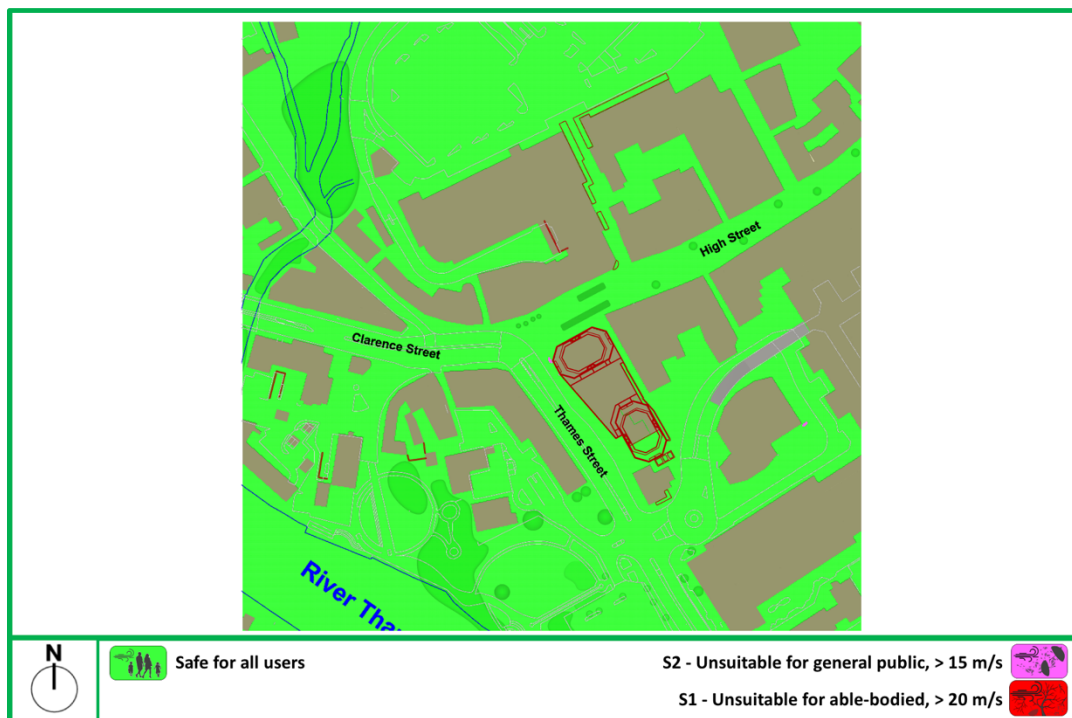 High Street
Clarence Street
Thames Street
River Tha
N
Safe for all users
S2 - Unsuitable for general public, > 15 m/s
S1 - Unsuitable for able-bodied, > 20 m/s